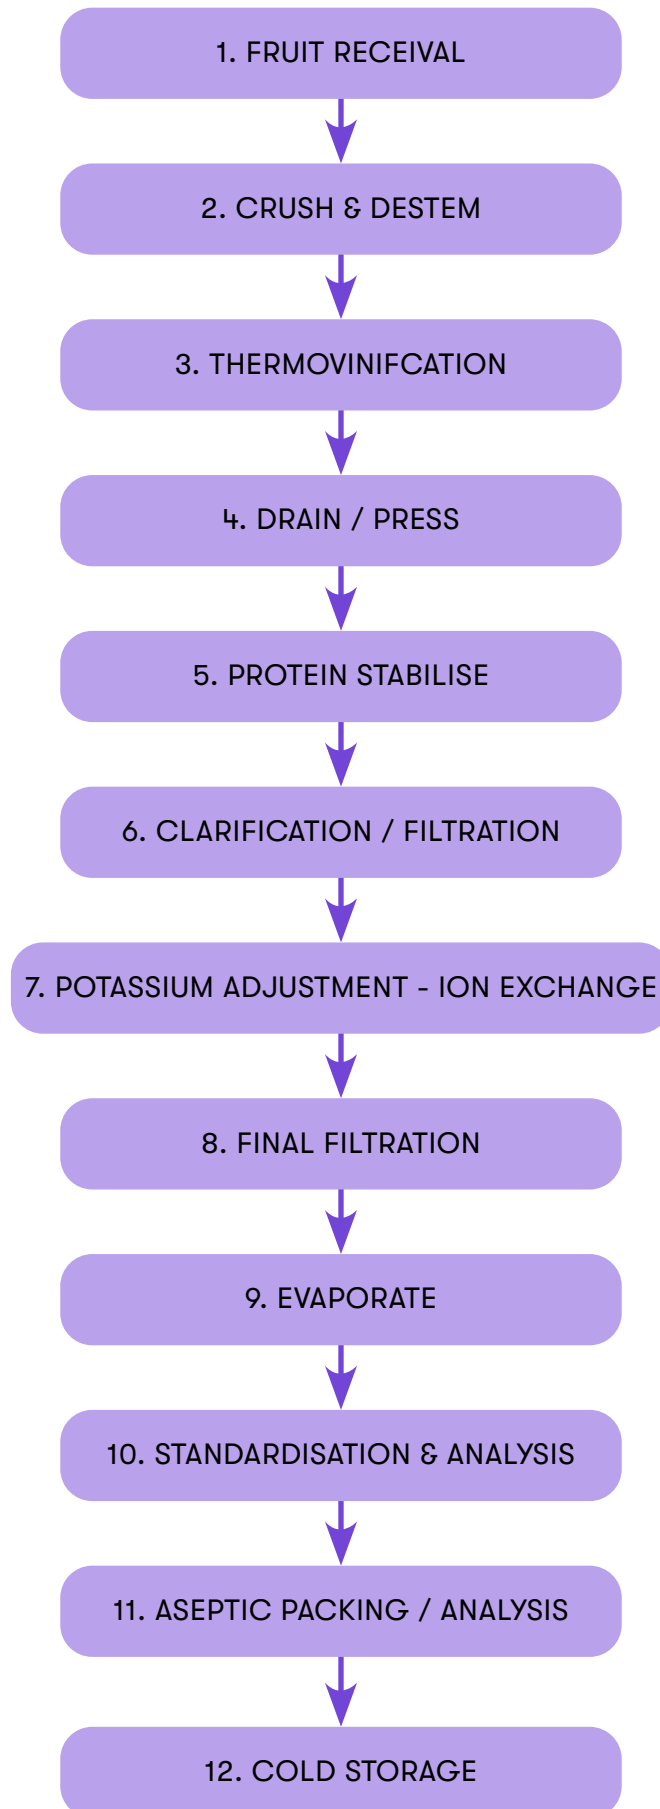 1. FRUIT RECEIVAL
2. CRUSH & DESTEM
3. THERMOVINIFCATION
4. DRAIN / PRESS
5. PROTEIN STABILISE
6. CLARIFICATION / FILTRATION
7. POTASSIUM ADJUSTMENT - ION EXCHANGE
8. FINAL FILTRATION
9. EVAPORATE
10. STANDARDISATION & ANALYSIS
11. ASEPTIC PACKING / ANALYSIS
12. COLD STORAGE